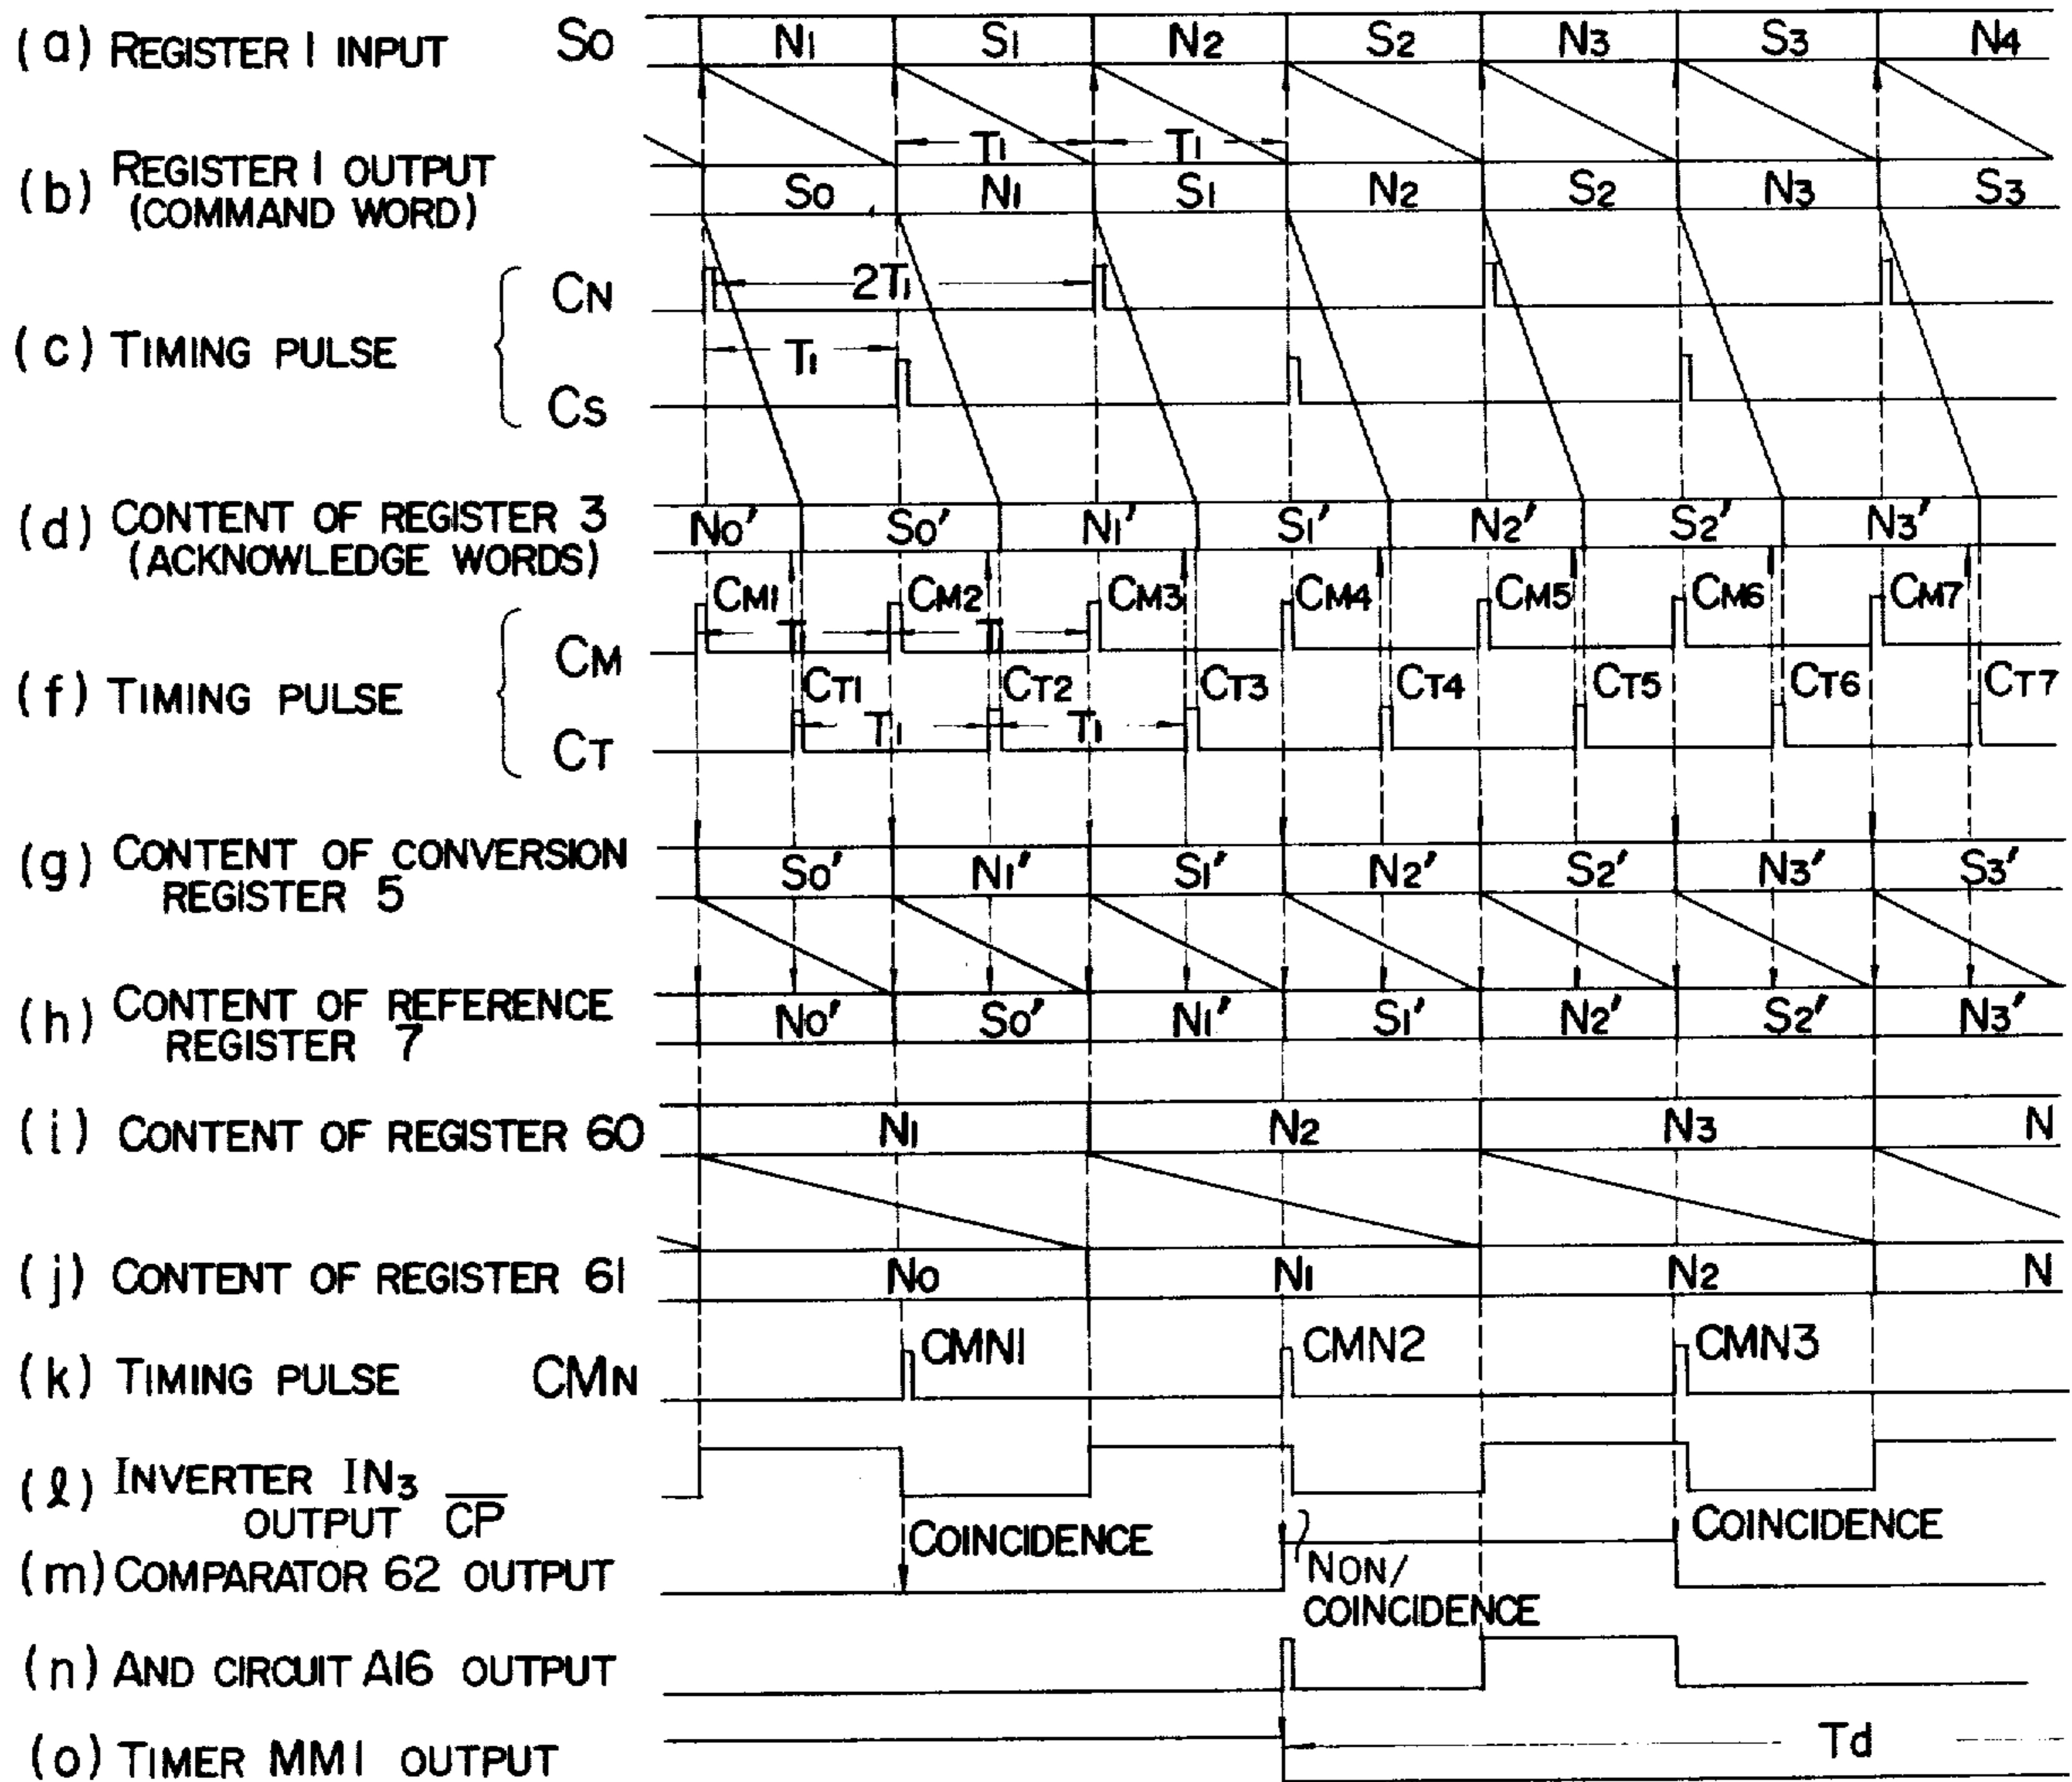 (a) REGISTER 1 INPUT So N1 S1 N2 S2 N3 S3 N4
T1 T1
(b) REGISTER 1 OUTPUT
(COMMAND WORD) So N1 S1 N2 S2 N3 S3
CN 2T1
(c) TIMING PULSE T1
CS
(d) CONTENT OF REGISTER 3 No' So' N1' S1' N2' S2' N3'
(ACKNOWLEDGE WORDS)
CM1 CM2 CM3 CM4 CM5 CM6 CM7
CM T1 T1
(f) TIMING PULSE CT1 CT2 CT3 CT4 CT5 CT6 CT7
CT T1 T1
(g) CONTENT OF CONVERSION
REGISTER 5 So' N1' S1' N2' S2' N3' S3'
(h) CONTENT OF REFERENCE
REGISTER 7 No' So' N1' S1' N2' S2' N3'
(i) CONTENT OF REGISTER 60 N1 N2 N3 N
(j) CONTENT OF REGISTER 61 No N1 N2 N
(k) TIMING PULSE CMN CMN1 CMN2 CMN3
(ℓ) INVERTER IN3
OUTPUT C̅P̅
COINCIDENCE COINCIDENCE
(m) COMPARATOR 62 OUTPUT NON/
COINCIDENCE
(n) AND CIRCUIT A16 OUTPUT
(o) TIMER MM1 OUTPUT Td